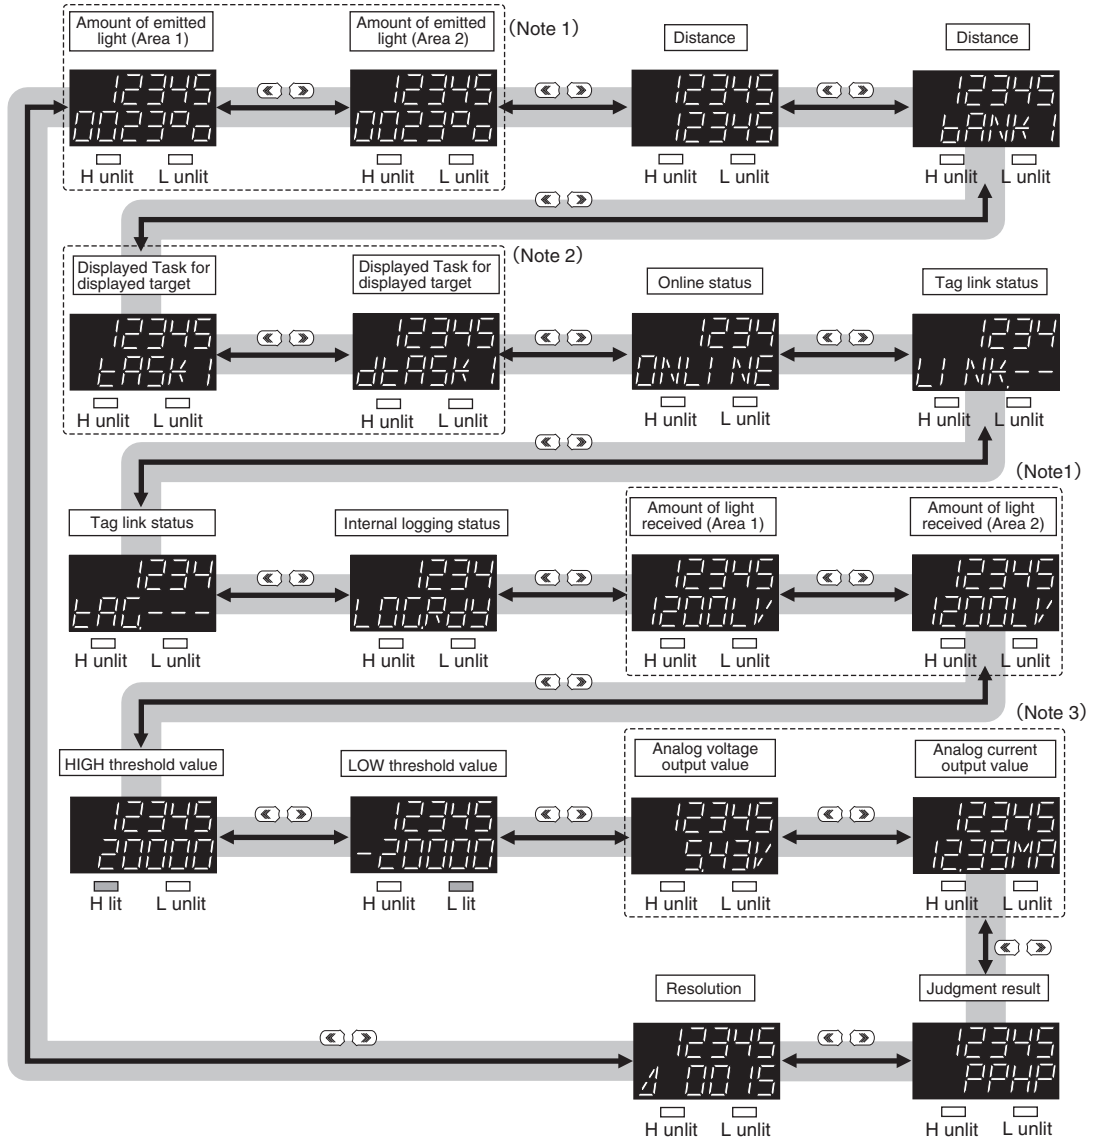 Amount of emitted
light (Area 1)
Amount of emitted
light (Area 2)
(Note 1)
Distance
Distance
12345
0023%
12345
0023%
12345
12345
12345
bANK 1
H unlit L unlit
H unlit L unlit
H unlit L unlit
H unlit L unlit
(Note 2)
Displayed Task for
displayed target
Displayed Task for
displayed target
Online status
Tag link status
12345
tASK 1
12345
dtASK 1
1234
ONLINE
1234
LINK.--
H unlit L unlit
H unlit L unlit
H unlit L unlit
H unlit L unlit
(Note1)
Tag link status
Internal logging status
Amount of light
received (Area 1)
Amount of light
received (Area 2)
1234
tAG.---
1234
LOG.Rdy
12345
1200LV
12345
1200LV
H unlit L unlit
H unlit L unlit
H unlit L unlit
H unlit L unlit
(Note 3)
HIGH threshold value
LOW threshold value
Analog voltage
output value
Analog current
output value
12345
20000
12345
-20000
12345
5.49V
12345
12.39MA
H lit L unlit
H unlit L lit
H unlit L unlit
H unlit L unlit
Resolution
Judgment result
12345
0015
12345
PPHP
H unlit L unlit
H unlit L unlit